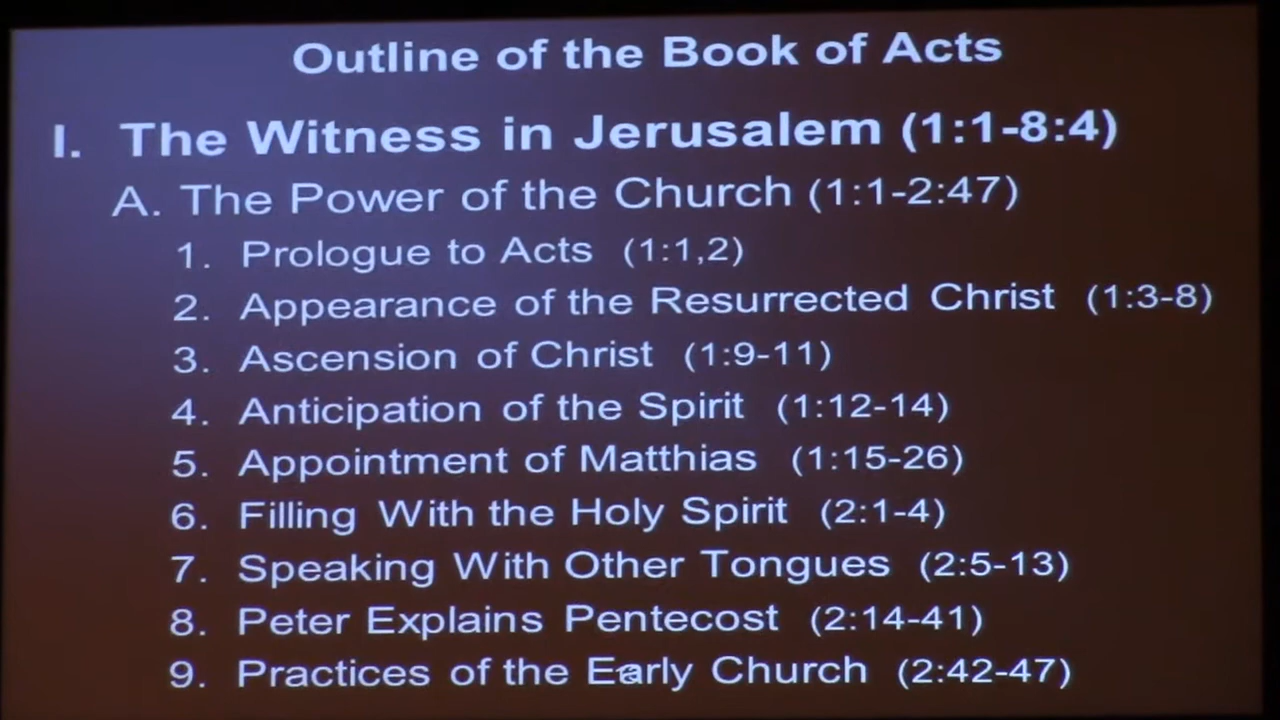 Outline of the Book of Acts
I. The Witness in Jerusalem (1:1-8:4)
A. The Power of the Church (1:1-2:47)
1. Prologue to Acts (1:1,2)
2. Appearance of the Resurrected Christ (1:3-8)
3. Ascension of Christ (1:9-11)
4. Anticipation of the Spirit (1:12-14)
5. Appointment of Matthias (1:15-26)
6. Filling With the Holy Spirit (2:1-4)
7. Speaking With Other Tongues (2:5-13)
8. Peter Explains Pentecost (2:14-41)
9. Practices of the Early Church (2:42-47)